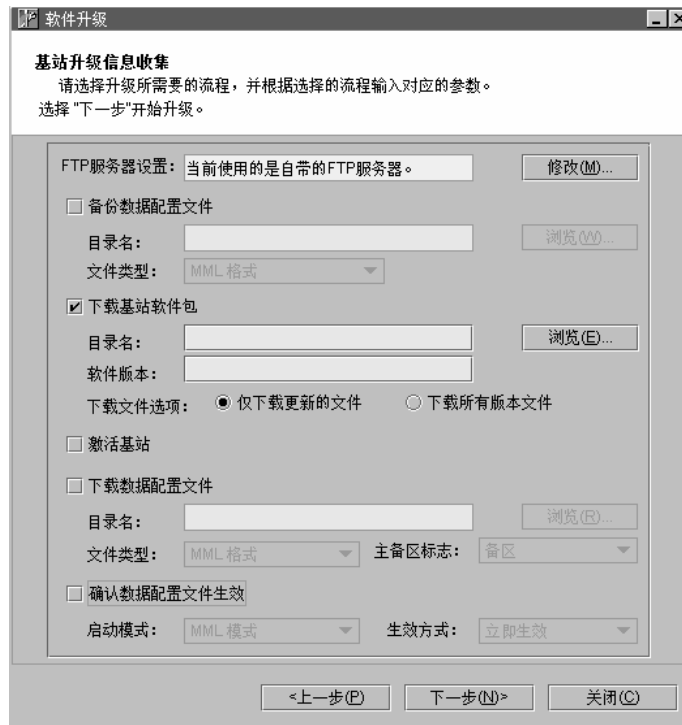 软件升级
基站升级信息收集
请选择升级所需要的流程，并根据选择的流程输入对应的参数。
选择 "下一步"开始升级。
FTP服务器设置： 当前使用的是自带的FTP服务器。 修改(M)...
备份数据配置文件
目录名： 浏览(W)...
文件类型： MML 格式
下载基站软件包
目录名： 浏览(E)...
软件版本：
下载文件选项： 仅下载更新的文件 下载所有版本文件
激活基站
下载数据配置文件
目录名： 浏览(R)...
文件类型： MML 格式 主备区标志： 备区
确认数据配置文件生效
启动模式： MML 模式 生效方式： 立即生效
<上一步(P) 下一步(N)> 关闭(C)